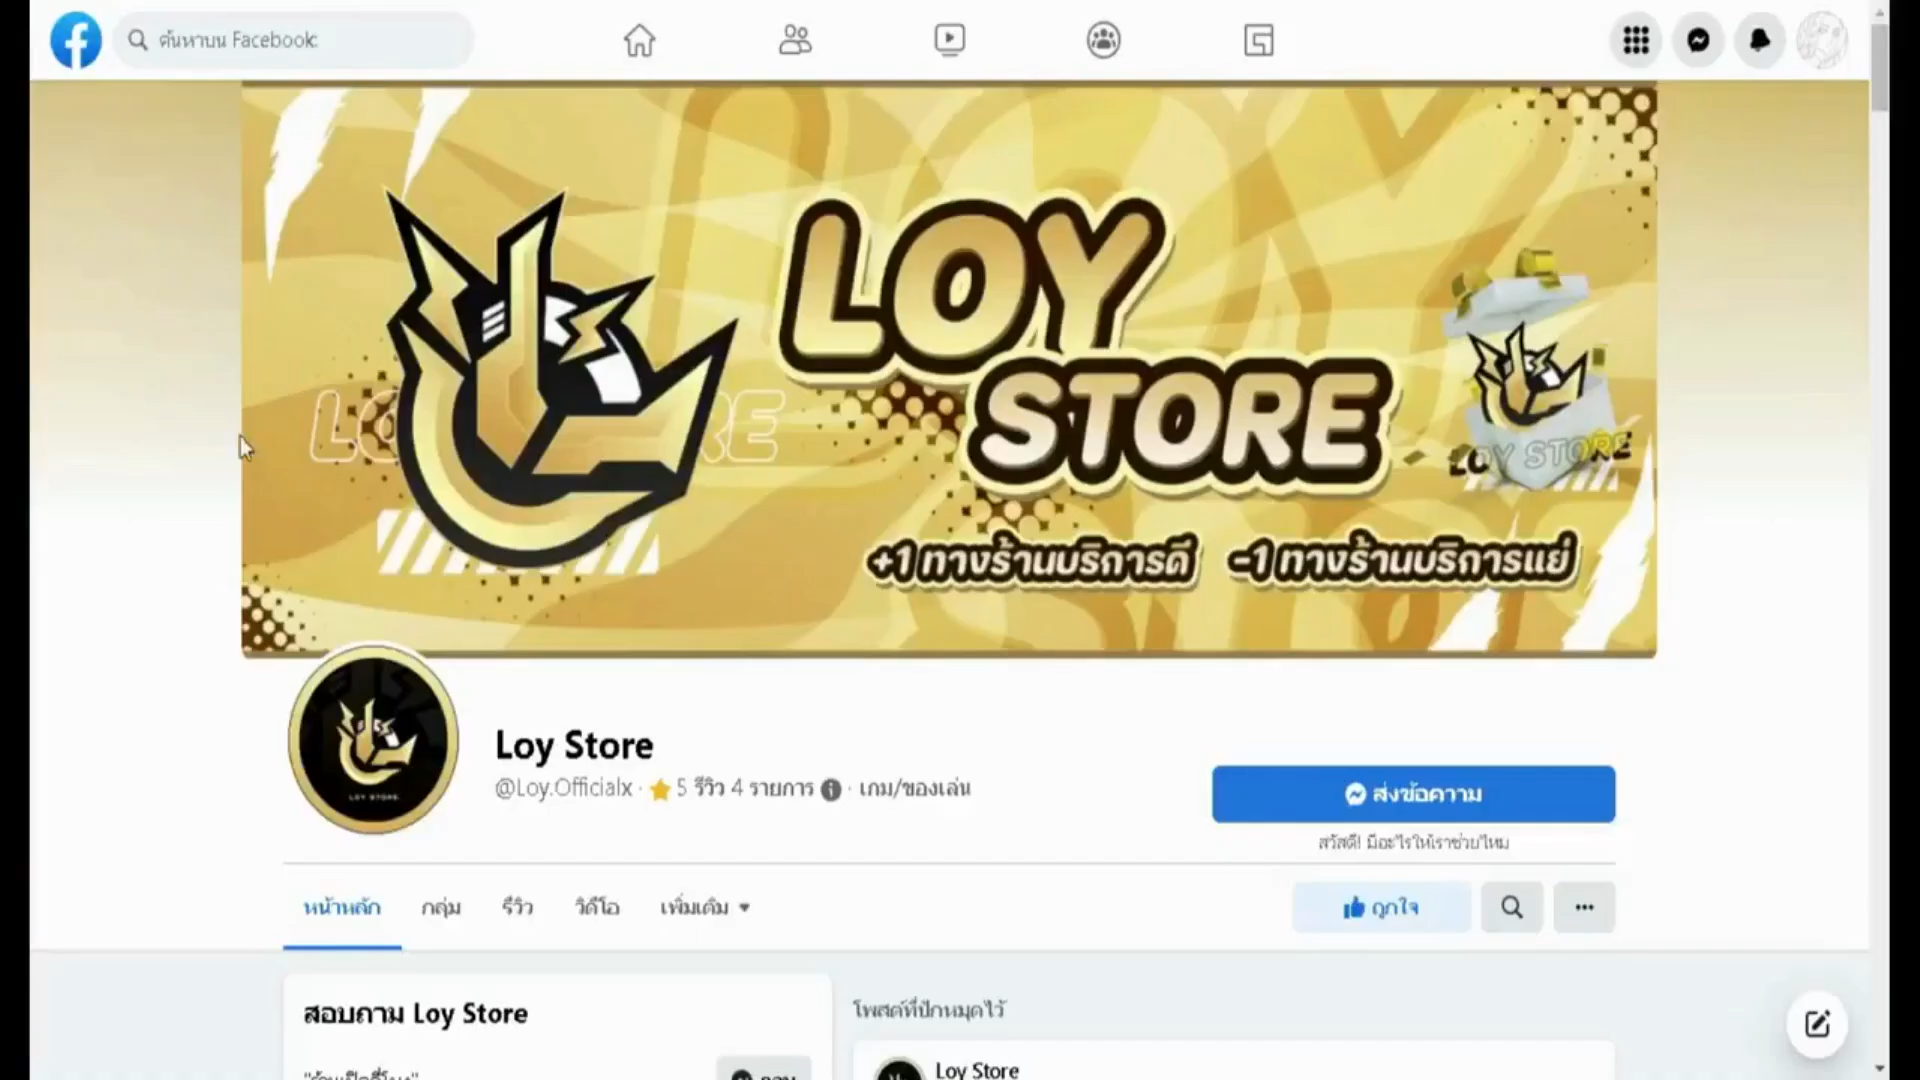 ค้นหาบน Facebook
LOY
STORE
LOY STORE
+1 ทางร้านบริการดี -1 ทางร้านบริการแย่
LOY STORE
Loy Store
@Loy.Officialx · 5 รีวิว 4 รายการ · เกม/ของเล่น
ส่งข้อความ
สวัสดี! มีอะไรให้เราช่วยไหม
หน้าหลัก กลุ่ม รีวิว วิดีโอ เพิ่มเติม
ถูกใจ
สอบถาม Loy Store
โพสต์ที่ปักหมุดไว้
Loy Store